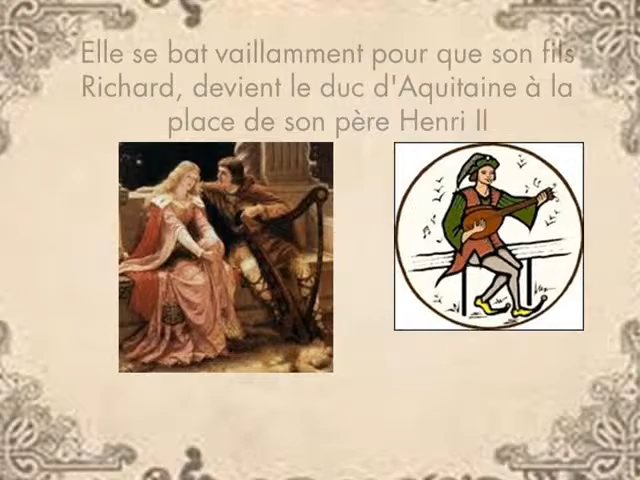 Elle se bat vaillamment pour que son fils
Richard, devient le duc d'Aquitaine à la
place de son père Henri II